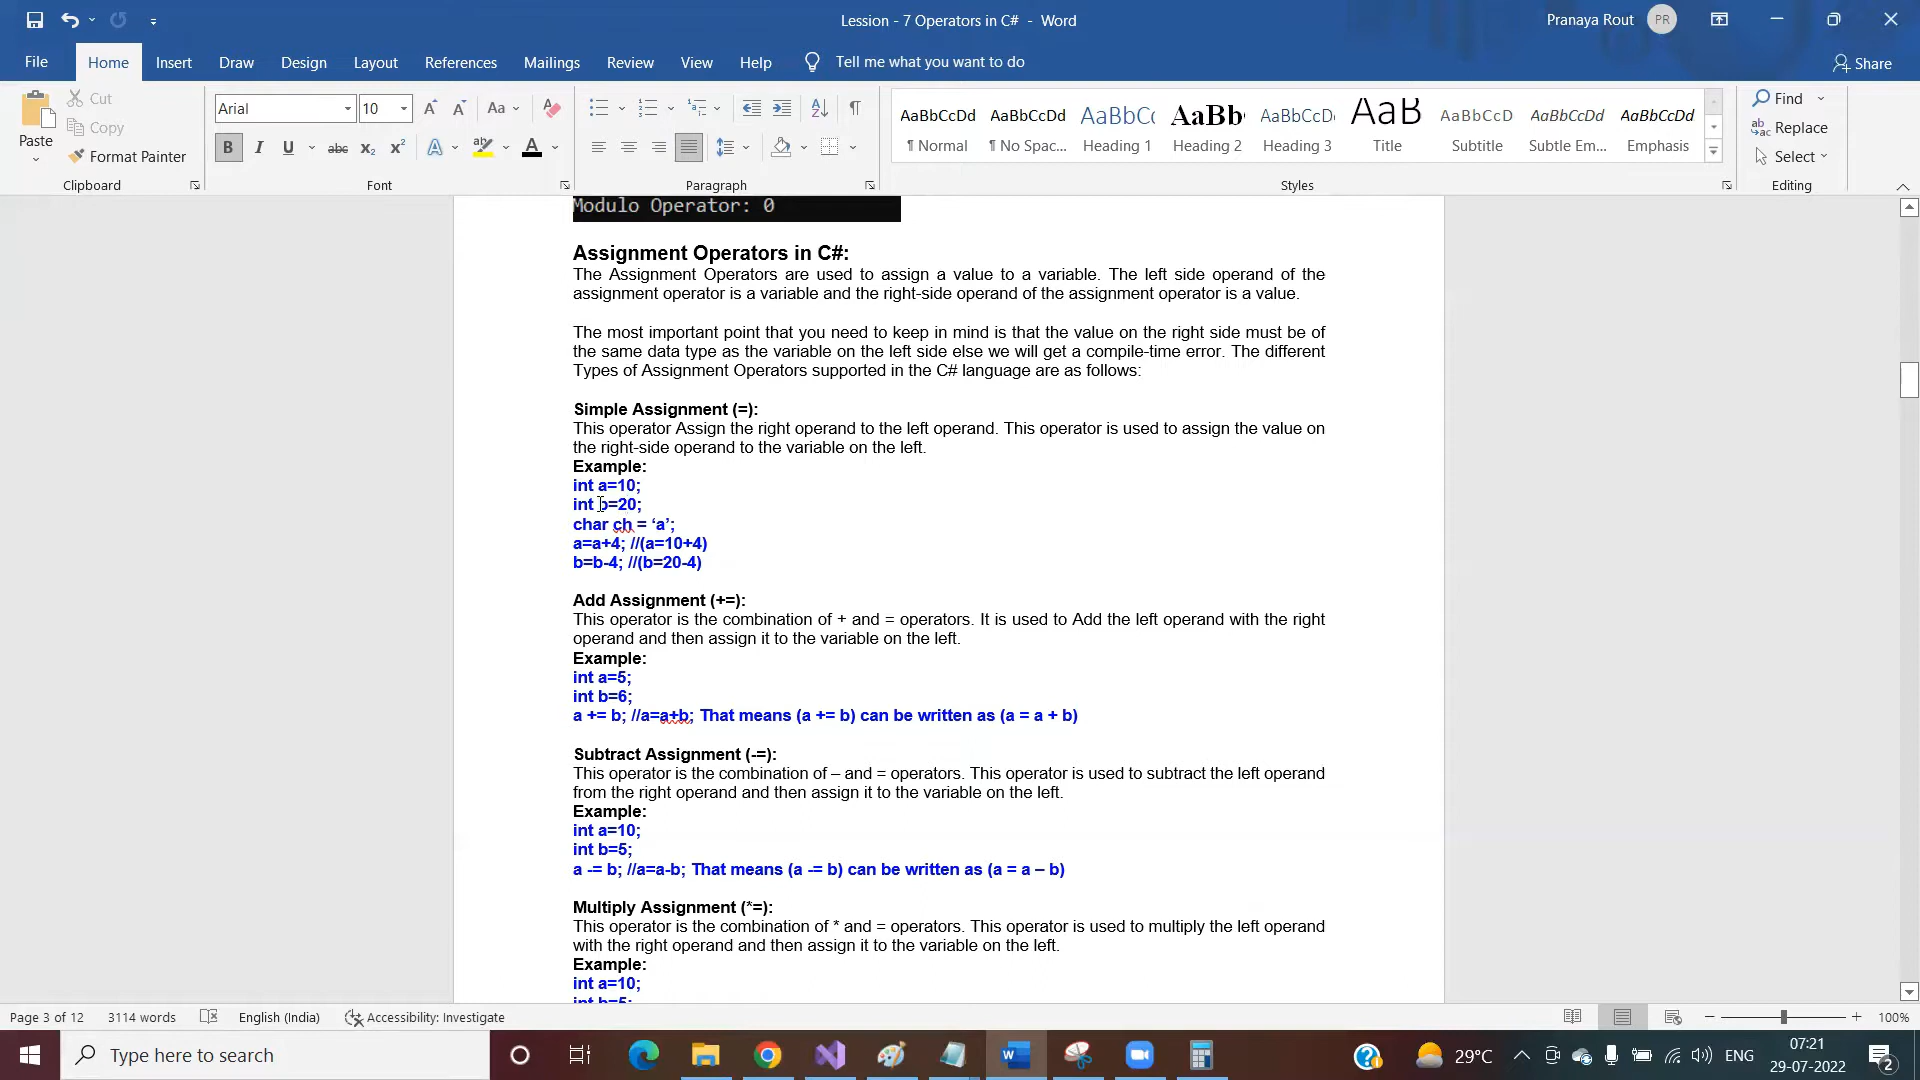 Lession - 7 Operators in C# - Word
Pranaya Rout
PR
File
Home
Insert
Draw
Design
Layout
References
Mailings
Review
View
Help
Tell me what you want to do
Share
Paste
Cut
Copy
Format Painter
Clipboard
Arial
10
Font
Paragraph
AaBbCcDd
¶ Normal
AaBbCcDd
¶ No Spac...
AaBbC
Heading 1
AaBb
Heading 2
AaBbCcD
Heading 3
AaB
Title
AaBbCcD
Subtitle
AaBbCcDd
Subtle Em...
AaBbCcDd
Emphasis
Styles
Find
Replace
Select
Editing
Modulo Operator: 0
Assignment Operators in C#:
The Assignment Operators are used to assign a value to a variable. The left side operand of the
assignment operator is a variable and the right-side operand of the assignment operator is a value.
The most important point that you need to keep in mind is that the value on the right side must be of
the same data type as the variable on the left side else we will get a compile-time error. The different
Types of Assignment Operators supported in the C# language are as follows:
Simple Assignment (=):
This operator Assign the right operand to the left operand. This operator is used to assign the value on
the right-side operand to the variable on the left.
Example:
int a=10;
int b=20;
char ch = ‘a’;
a=a+4; //(a=10+4)
b=b-4; //(b=20-4)
Add Assignment (+=):
This operator is the combination of + and = operators. It is used to Add the left operand with the right
operand and then assign it to the variable on the left.
Example:
int a=5;
int b=6;
a += b; //a=a+b; That means (a += b) can be written as (a = a + b)
Subtract Assignment (-=):
This operator is the combination of – and = operators. This operator is used to subtract the left operand
from the right operand and then assign it to the variable on the left.
Example:
int a=10;
int b=5;
a -= b; //a=a-b; That means (a -= b) can be written as (a = a – b)
Multiply Assignment (*=):
This operator is the combination of * and = operators. This operator is used to multiply the left operand
with the right operand and then assign it to the variable on the left.
Example:
int a=10;
int b=5;
Page 3 of 12
3114 words
English (India)
Accessibility: Investigate
100%
Type here to search
29°C
ENG
07:21
29-07-2022
2